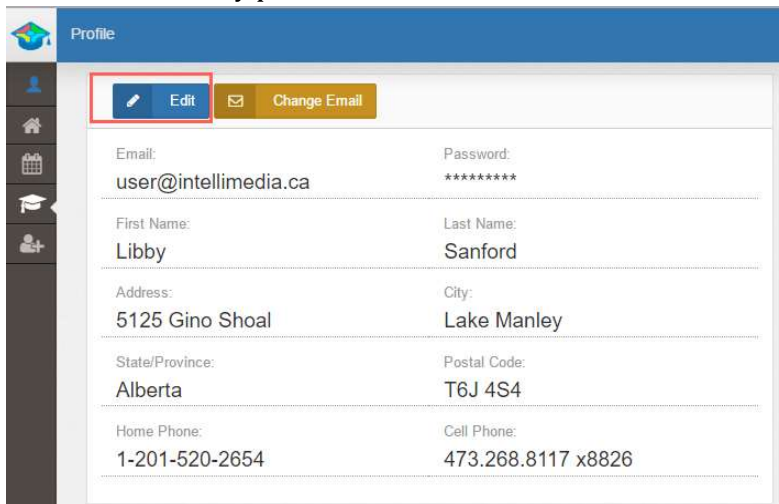 Profile
Edit Change Email
Email: Password:
user@intellimedia.ca *********
First Name: Last Name:
Libby Sanford
Address: City:
5125 Gino Shoal Lake Manley
State/Province: Postal Code:
Alberta T6J 4S4
Home Phone: Cell Phone:
1-201-520-2654 473.268.8117 x8826